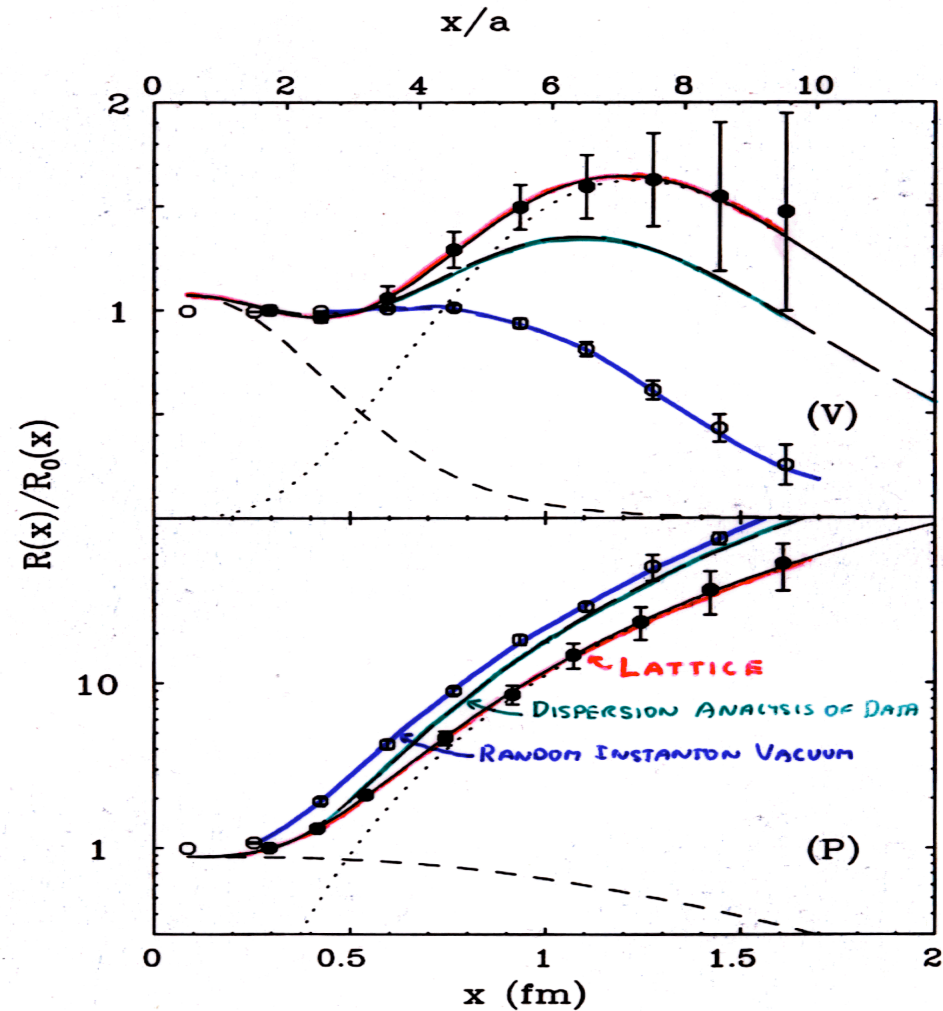 x/a
0 2 4 6 8 10
2
1
R(x)/R₀(x)
(V)
10
LATTICE
DISPERSION ANALYSIS OF DATA
RANDOM INSTANTON VACUUM
1
(P)
0 0.5 1 1.5 2
x (fm)